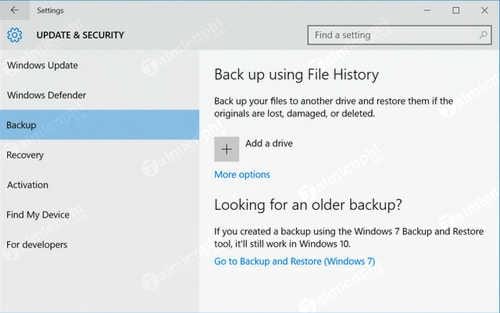 Settings
UPDATE & SECURITY
Find a setting
Windows Update
Windows Defender
Backup
Recovery
Activation
Find My Device
For developers
Back up using File History
Back up your files to another drive and restore them if the
originals are lost, damaged, or deleted.
Add a drive
More options
Looking for an older backup?
If you created a backup using the Windows 7 Backup and Restore
tool, it'll still work in Windows 10.
Go to Backup and Restore (Windows 7)